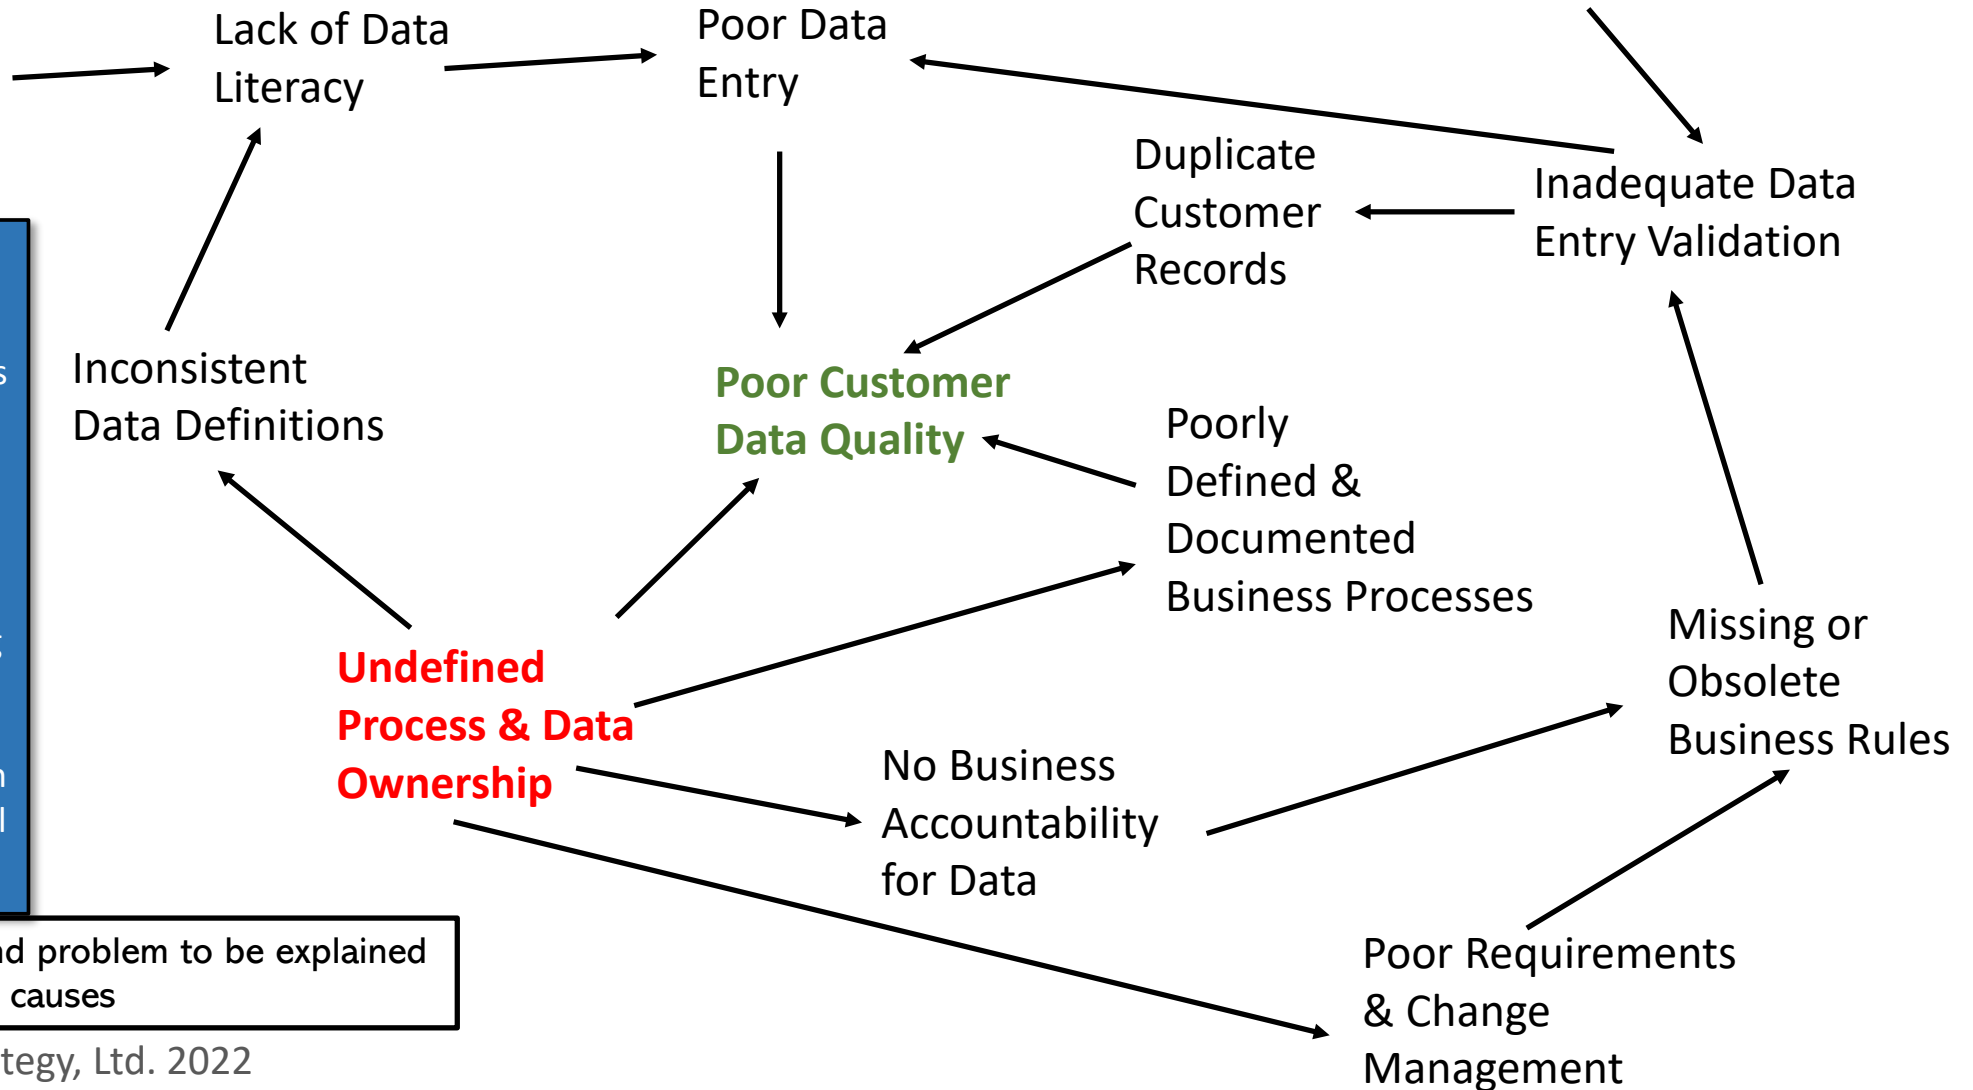 Lack of Data
Literacy
Poor Data
Entry
Duplicate
Customer
Records
Inadequate Data
Entry Validation
Inconsistent
Data Definitions
Poor Customer
Data Quality
Poorly
Defined &
Documented
Business Processes
Undefined
Process & Data
Ownership
No Business
Accountability
for Data
Missing or
Obsolete
Business Rules
Poor Requirements
& Change
Management
problem to be explained
causes
Ltd. 2022